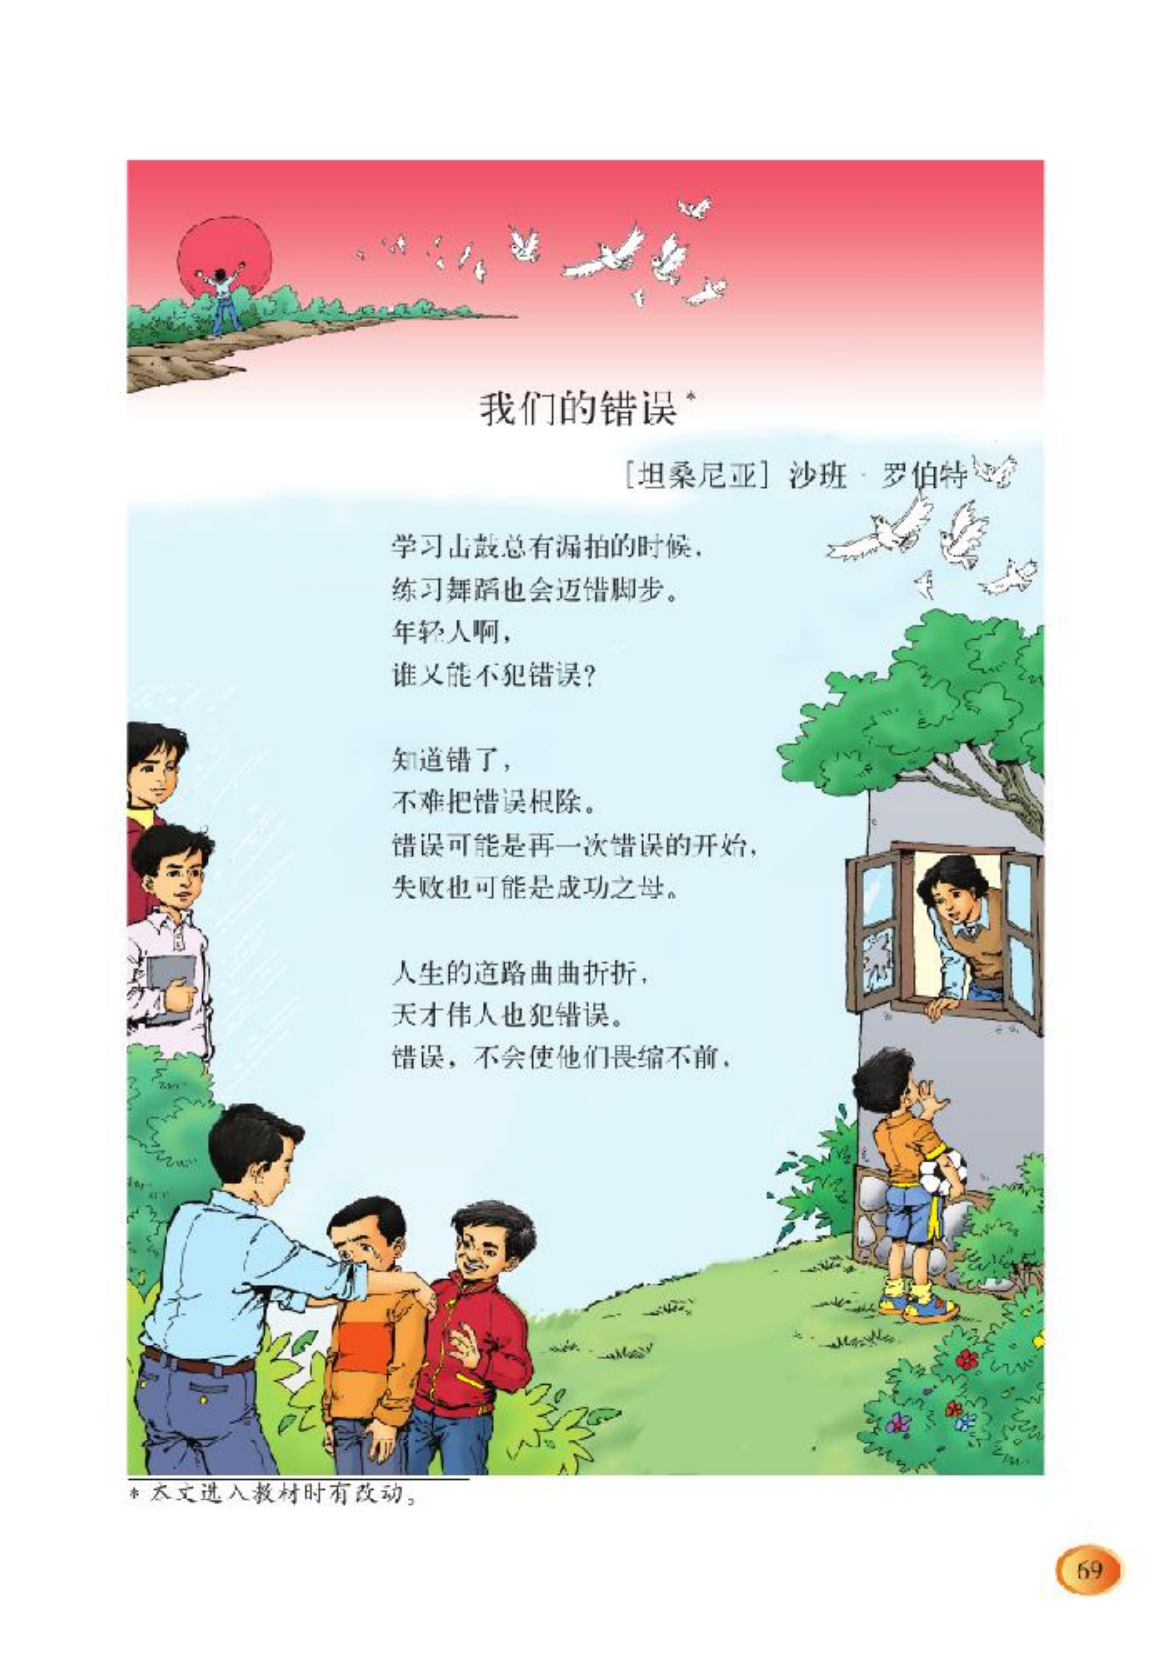 我们的错误*
[坦桑尼亚] 沙班·罗伯特
学习击鼓总有漏拍的时候，
练习舞蹈也会迈错脚步。
年轻人啊，
谁又能不犯错误？
知道错了，
不难把错误根除。
错误可能是再一次错误的开始，
失败也可能是成功之母。
人生的道路曲曲折折，
天才伟人也犯错误。
错误，不会使他们畏缩不前，
* 本文进入教材时有改动。
69